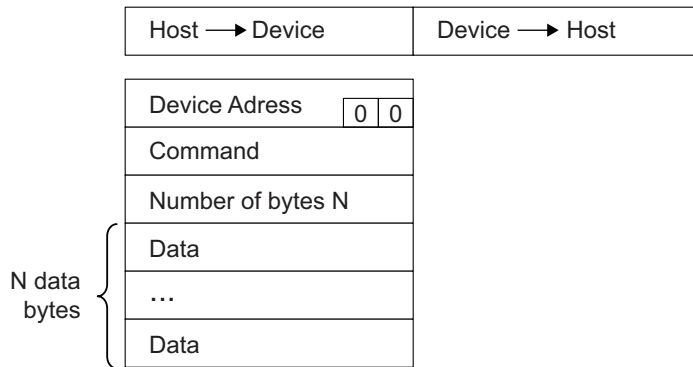 Host → Device
Device → Host
Device Adress 0 0
Command
Number of bytes N
Data
...
Data
N data
bytes